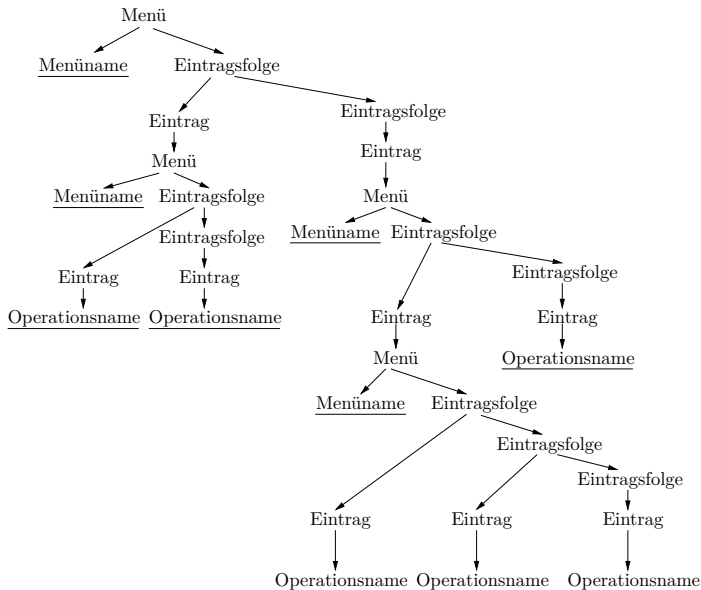 Menü
Menüname Eintragsfolge
Eintrag Eintragsfolge
Menü Eintrag
Menüname Eintragsfolge Menü
Eintragsfolge Menüname Eintragsfolge
Eintrag Eintrag Eintragsfolge
Operationsname Operationsname Eintrag Eintrag
Menü Operationsname
Menüname Eintragsfolge
Eintragsfolge
Eintragsfolge
Eintrag Eintrag Eintrag
Operationsname Operationsname Operationsname